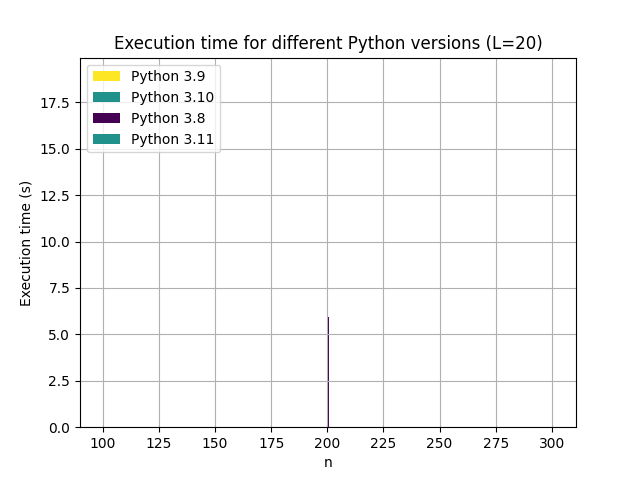 Execution time for different Python versions (L=20)
Python 3.9
Python 3.10
Python 3.8
Python 3.11
Execution time (s)
17.5
15.0
12.5
10.0
7.5
5.0
2.5
0.0
100 125 150 175 200 225 250 275 300
n